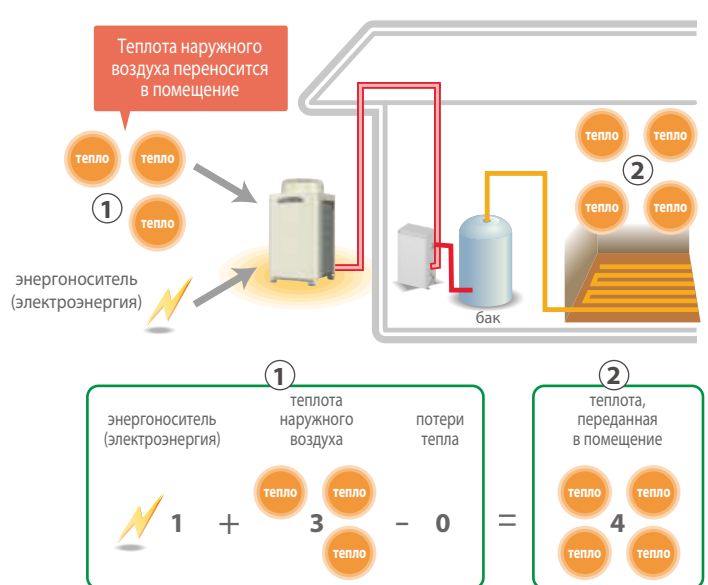 Теплота наружного
воздуха переносится
в помещение
тепло
тепло
тепло
1
энергоноситель
(электроэнергия)
бак
тепло
тепло
2
тепло
тепло
1
энергоноситель
(электроэнергия)
теплота
наружного
воздуха
потери
тепла
1 + тепло тепло 3 тепло – 0 =
2
теплота,
переданная
в помещение
тепло тепло
4
тепло тепло